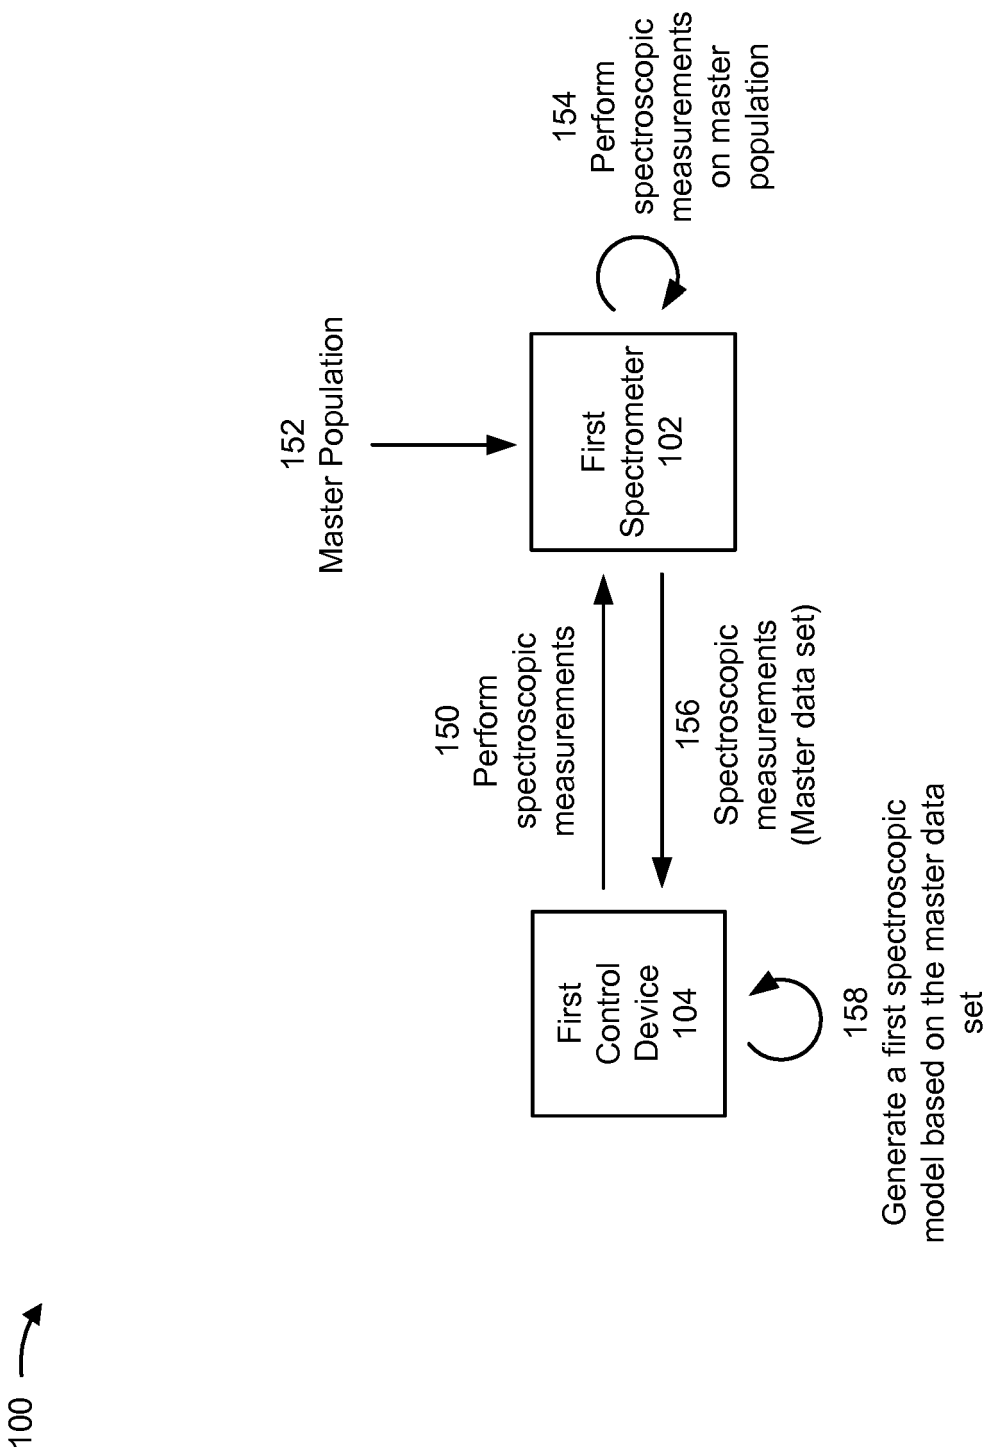 100
152
Master Population
150
Perform
spectroscopic
measurements
154
Perform
spectroscopic
measurements
on master
population
First
Control
Device
104
First
Spectrometer
102
156
Spectroscopic
measurements
(Master data set)
158
Generate a first spectroscopic
model based on the master data
set